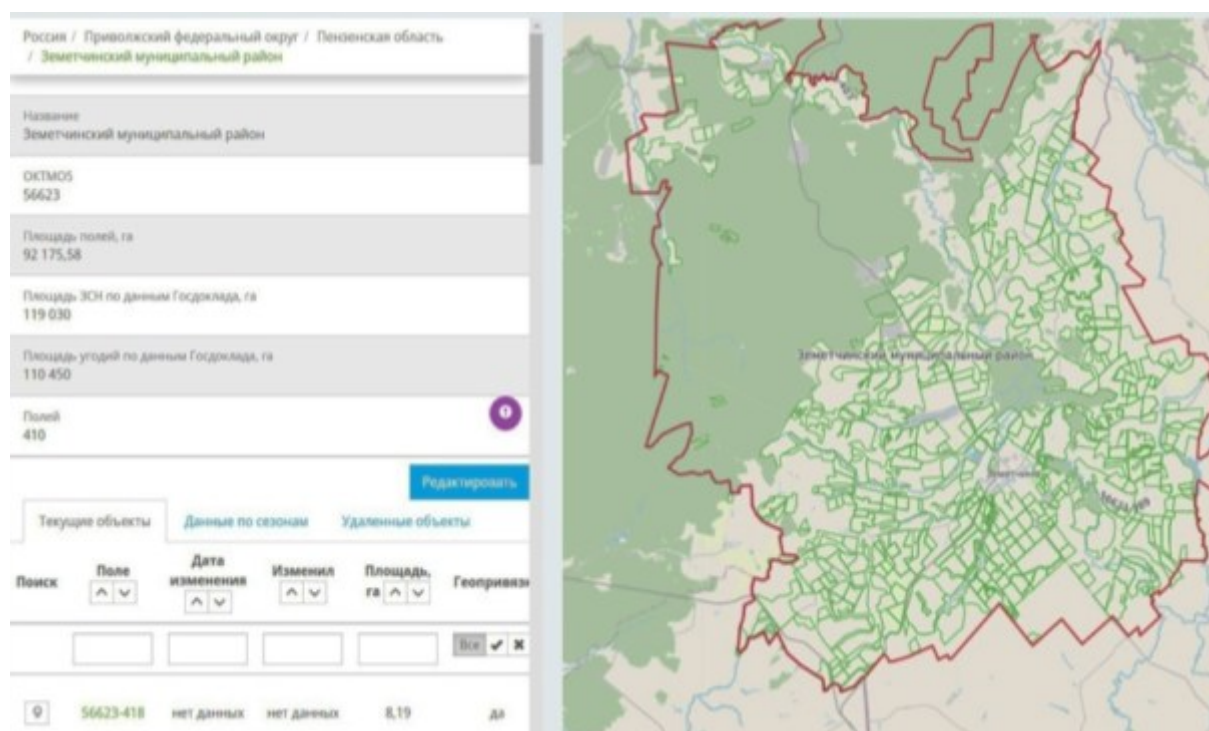 Россия / Приволжский федеральный округ / Пензенская область
/ Земетчинский муниципальный район
Название
Земетчинский муниципальный район
ОКТМО5
56623
Площадь полей, га
92 175,58
Площадь ЗСН по данным Госдоклада, га
119 030
Площадь угодий по данным Госдоклада, га
110 450
Полей
410
Редактировать
Текущие объекты Данные по сезонам Удаленные объекты
Поиск Поле Дата изменения Изменил Площадь, га Геопривязк
Все
56623-418 нет данных нет данных 8,19 да
Земетчинский муниципальный район
Земетчино